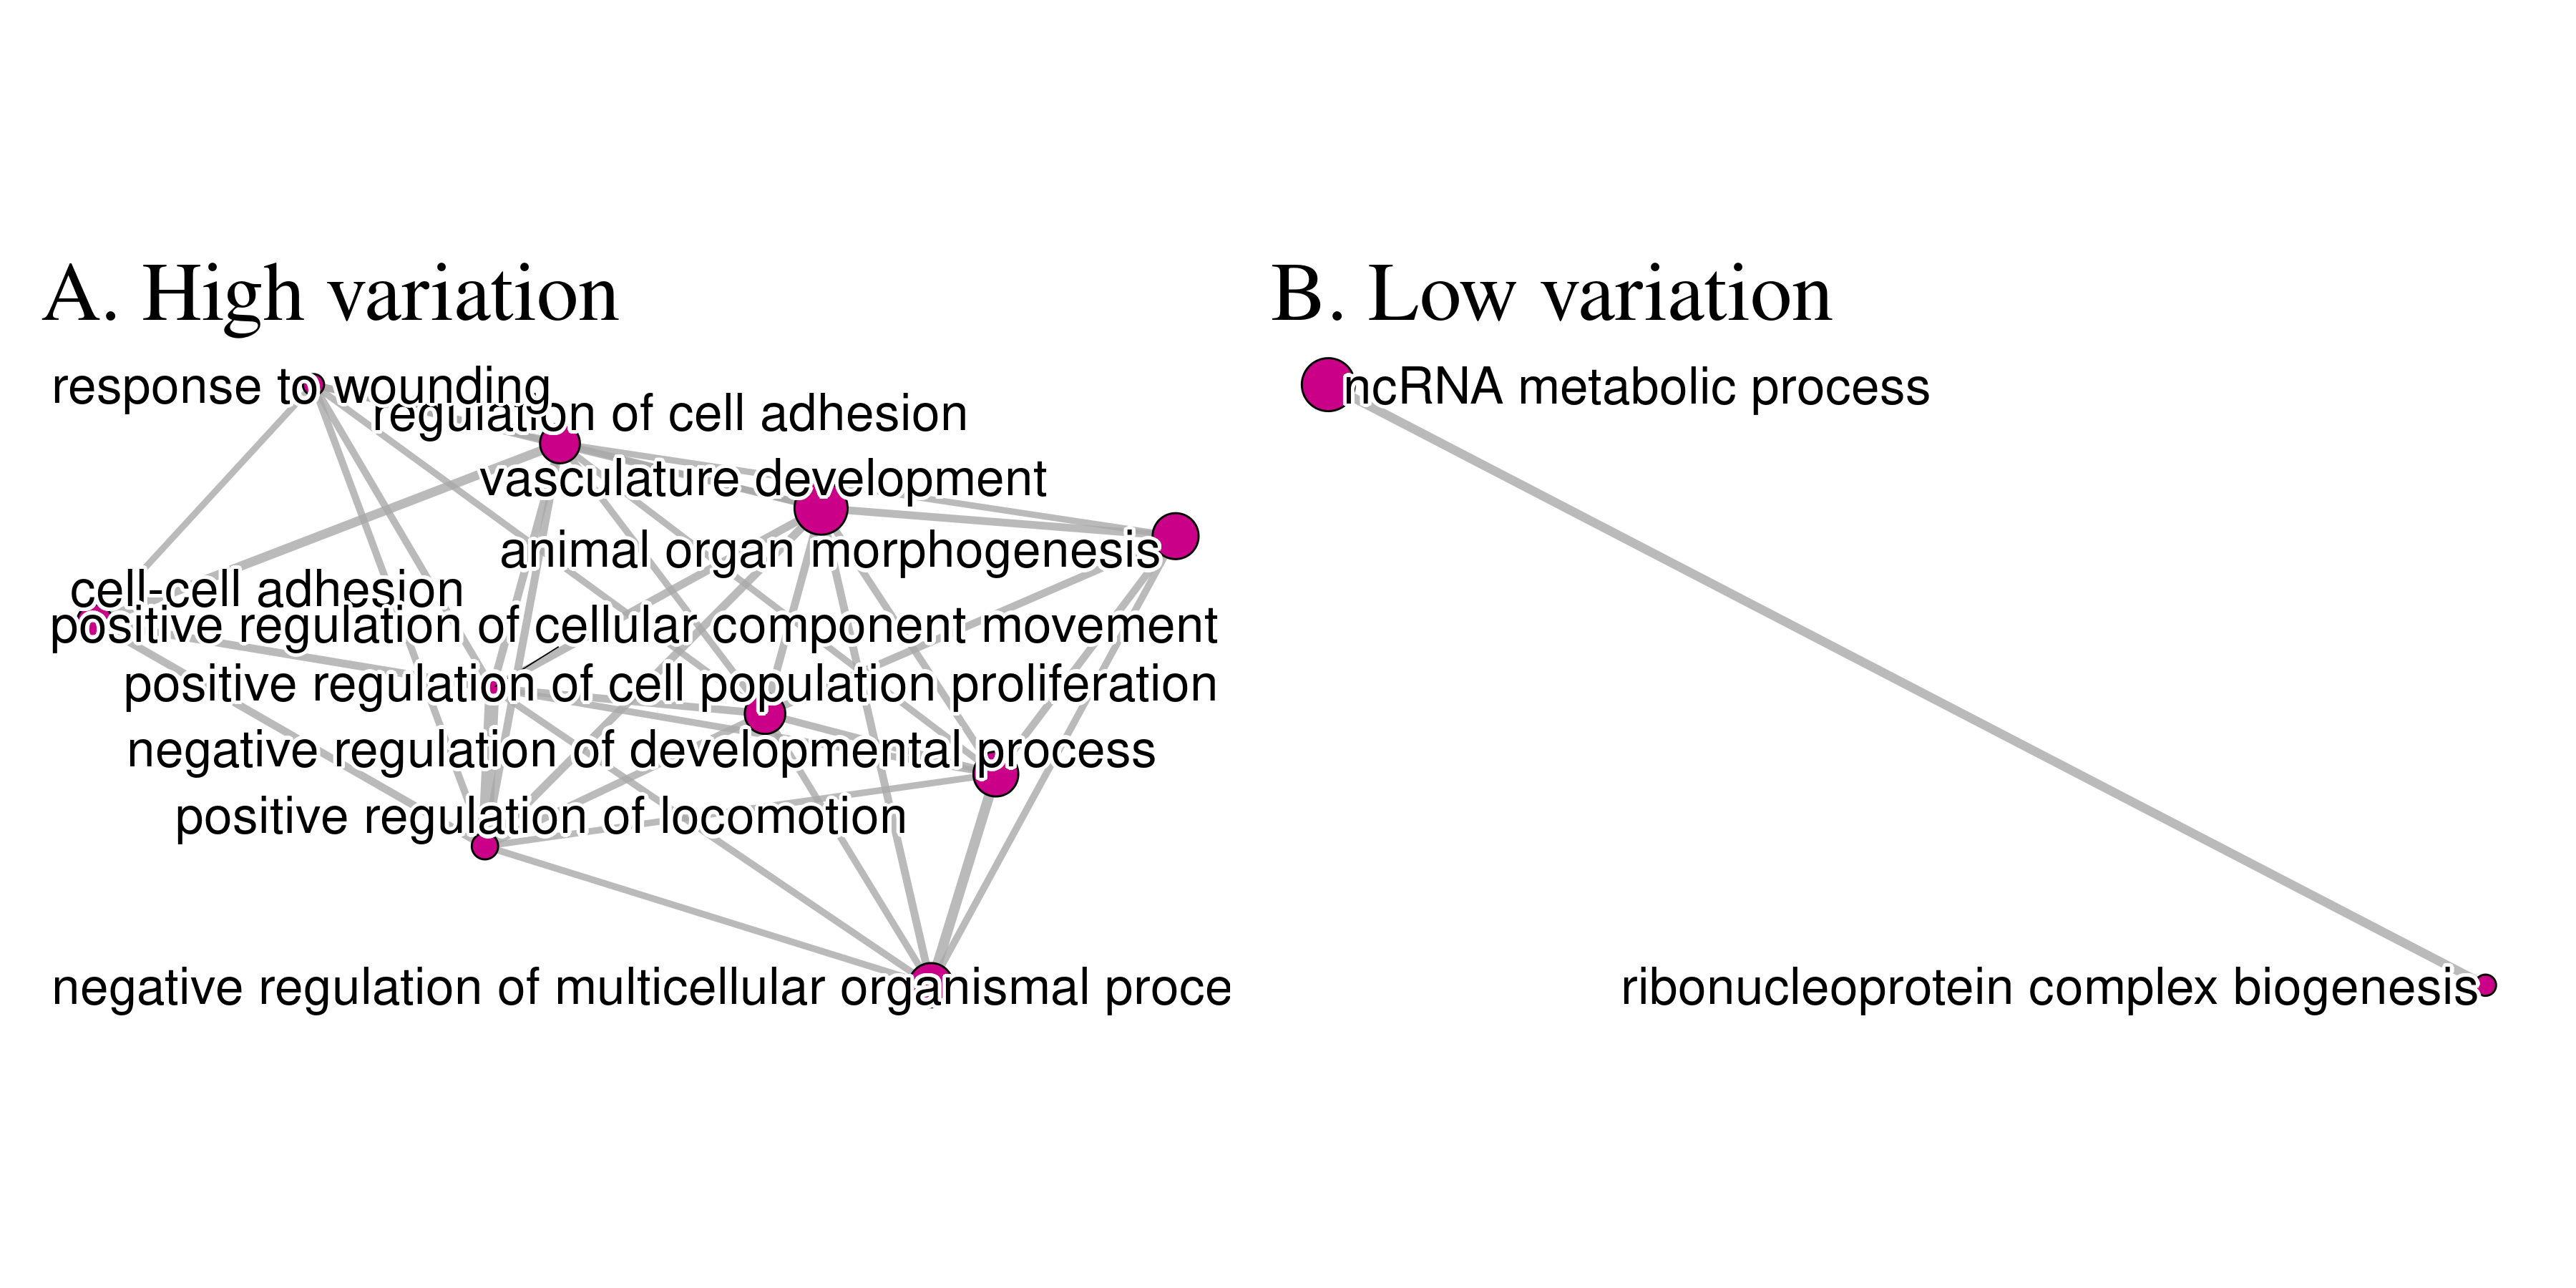 A. High variation
response to wounding
regulation of cell adhesion
vasculature development
animal organ morphogenesis
cell-cell adhesion
positive regulation of cellular component movement
positive regulation of cell population proliferation
negative regulation of developmental process
positive regulation of locomotion
negative regulation of multicellular organismal proce
B. Low variation
ncRNA metabolic process
ribonucleoprotein complex biogenesis